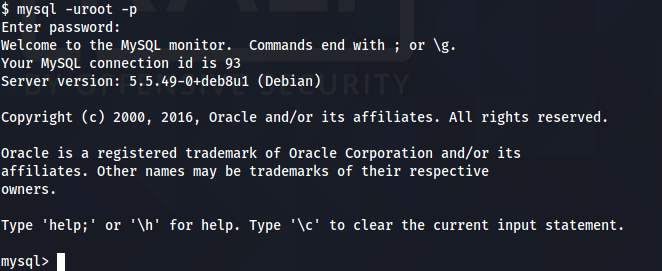 $ mysql -uroot -p
Enter password:
Welcome to the MySQL monitor.  Commands end with ; or \g.
Your MySQL connection id is 93
Server version: 5.5.49-0+deb8u1 (Debian)
BY OFFENSIVE SECURITY
Copyright (c) 2000, 2016, Oracle and/or its affiliates. All rights reserved.
Oracle is a registered trademark of Oracle Corporation and/or its
affiliates. Other names may be trademarks of their respective
owners.
Type 'help;' or '\h' for help. Type '\c' to clear the current input statement.
mysql>